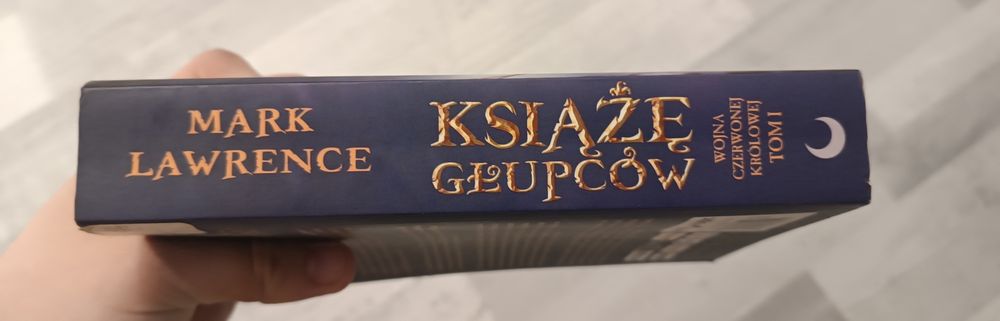 MARK
LAWRENCE
KSIĄŻĘ
GŁUPCÓW
WOJNA
CZERWONEJ
KRÓLOWEJ
TOM I